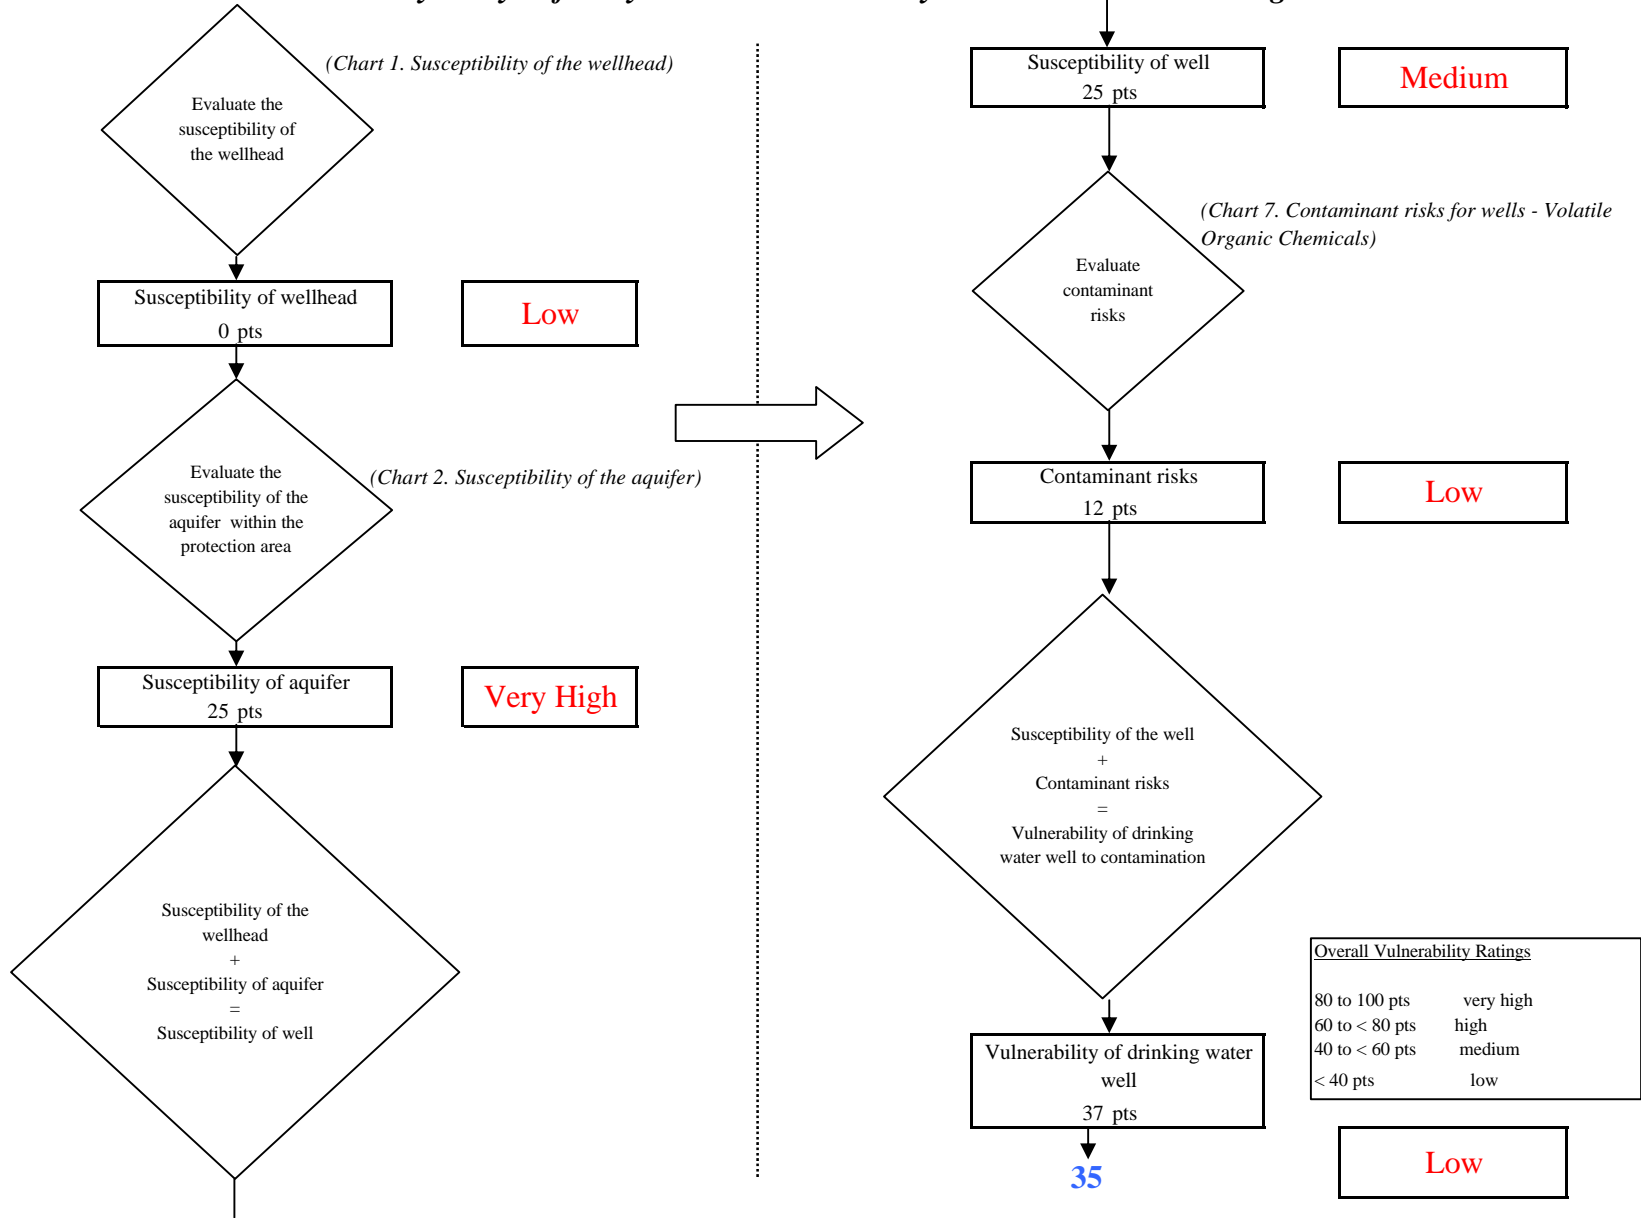 (Chart 1. Susceptibility of the wellhead)
Evaluate the
susceptibility of
the wellhead
Susceptibility of wellhead
0 pts
Low
Evaluate the
susceptibility of the
aquifer within the
protection area
(Chart 2. Susceptibility of the aquifer)
Susceptibility of aquifer
25 pts
Very High
Susceptibility of the
wellhead
+
Susceptibility of aquifer
=
Susceptibility of well
Susceptibility of well
25 pts
Medium
(Chart 7. Contaminant risks for wells - Volatile
Organic Chemicals)
Evaluate
contaminant
risks
Contaminant risks
12 pts
Low
Susceptibility of the well
+
Contaminant risks
=
Vulnerability of drinking
water well to contamination
Overall Vulnerability Ratings
80 to 100 pts very high
60 to < 80 pts high
40 to < 60 pts medium
< 40 pts low
Vulnerability of drinking water
well
37 pts
35
Low